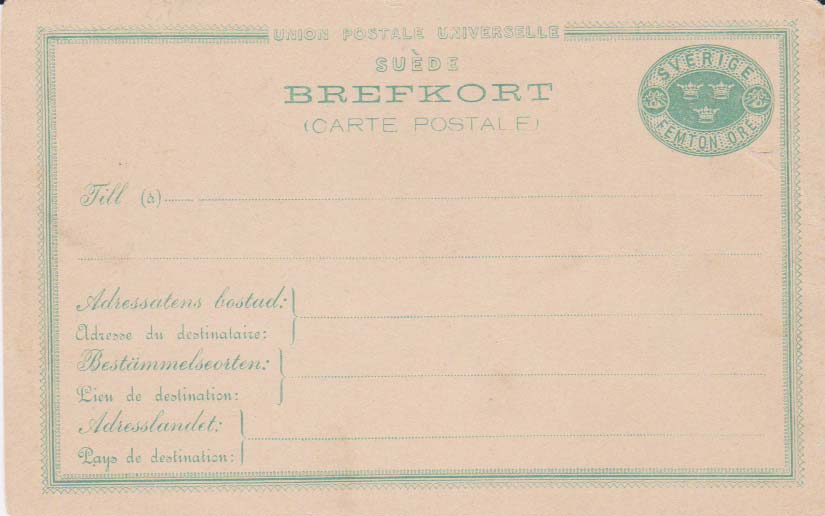 UNION POSTALE UNIVERSELLE
SUÈDE
BREFKORT
(CARTE POSTALE)
SVERIGE
FEMTON ÖRE
Till (à)
Adressatens bostad:
Adresse du destinataire:
Bestämmelseorten:
Lieu de destination:
Adresslandet:
Pays de destination: